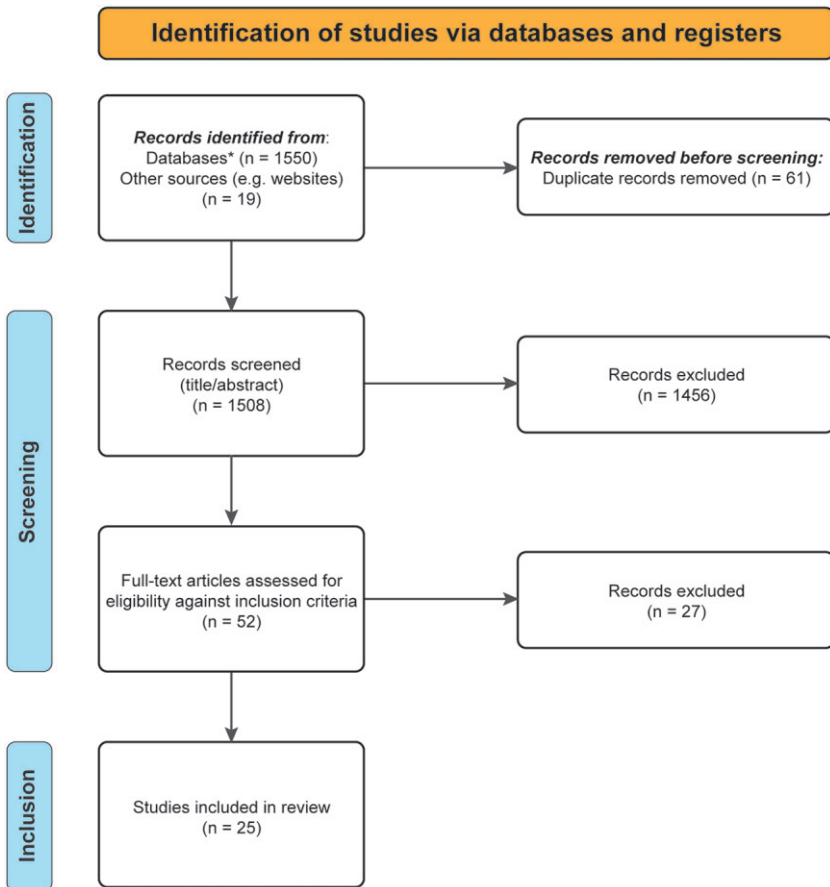 Identification of studies via databases and registers
Identification
Records identified from:
Databases* (n = 1550)
Other sources (e.g. websites)
(n = 19)
Records removed before screening:
Duplicate records removed (n = 61)
Screening
Records screened
(title/abstract)
(n = 1508)
Records excluded
(n = 1456)
Full-text articles assessed for
eligibility against inclusion criteria
(n = 52)
Records excluded
(n = 27)
Inclusion
Studies included in review
(n = 25)